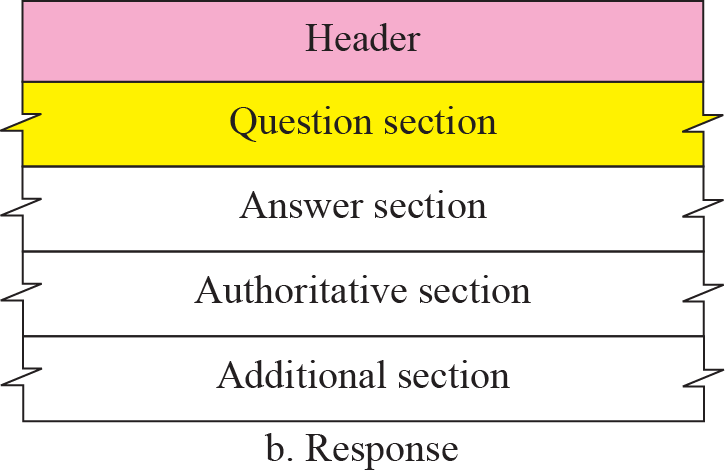 Header
Question section
Answer section
Authoritative section
Additional section
b. Response